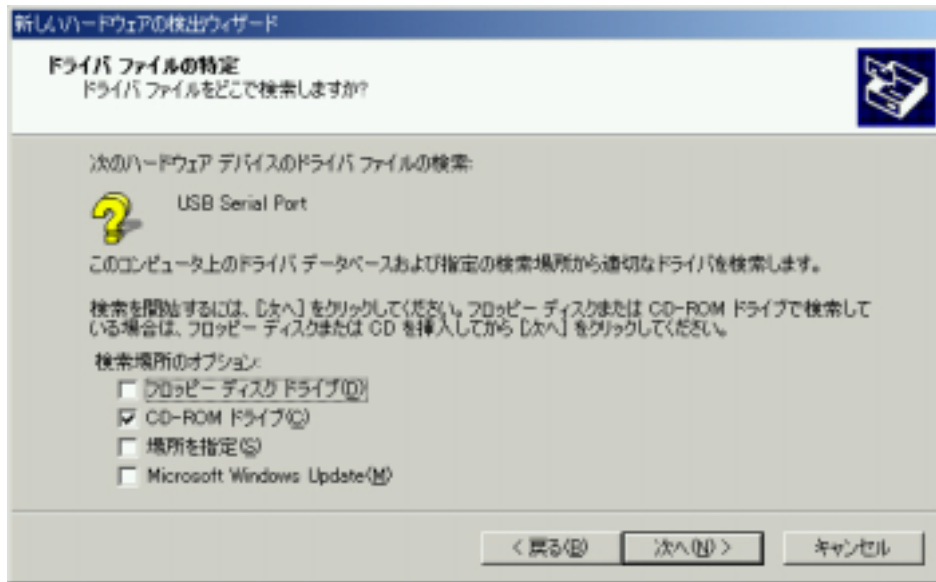 新しいハードウェアの検出ウィザード
ドライバ ファイルの特定
ドライバ ファイルをどこで検索しますか?
次のハードウェア デバイスのドライバ ファイルの検索:
USB Serial Port
このコンピュータ上のドライバ データベースおよび指定の検索場所から適切なドライバを検索します。
検索を開始するには、[次へ] をクリックしてください。フロッピー ディスクまたは CD-ROM ドライブで検索して
いる場合は、フロッピー ディスクまたは CD を挿入してから [次へ] をクリックしてください。
検索場所のオプション:
フロッピー ディスク ドライブ(D)
CD-ROM ドライブ(C)
場所を指定(S)
Microsoft Windows Update(M)
< 戻る(B) 次へ(N) > キャンセル